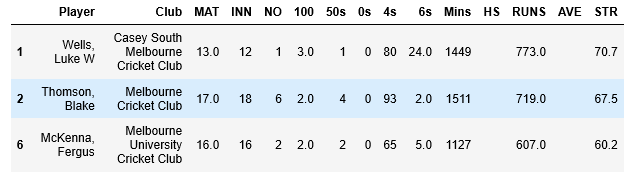 Player Club MAT INN NO 100 50s 0s 4s 6s Mins HS RUNS AVE STR
1 Wells, Luke W Casey South Melbourne Cricket Club 13.0 12 1 3.0 1 0 80 24.0 1449 773.0 70.7
2 Thomson, Blake Melbourne Cricket Club 17.0 18 6 2.0 4 0 93 2.0 1511 719.0 67.5
6 McKenna, Fergus Melbourne University Cricket Club 16.0 16 2 2.0 2 0 65 5.0 1127 607.0 60.2